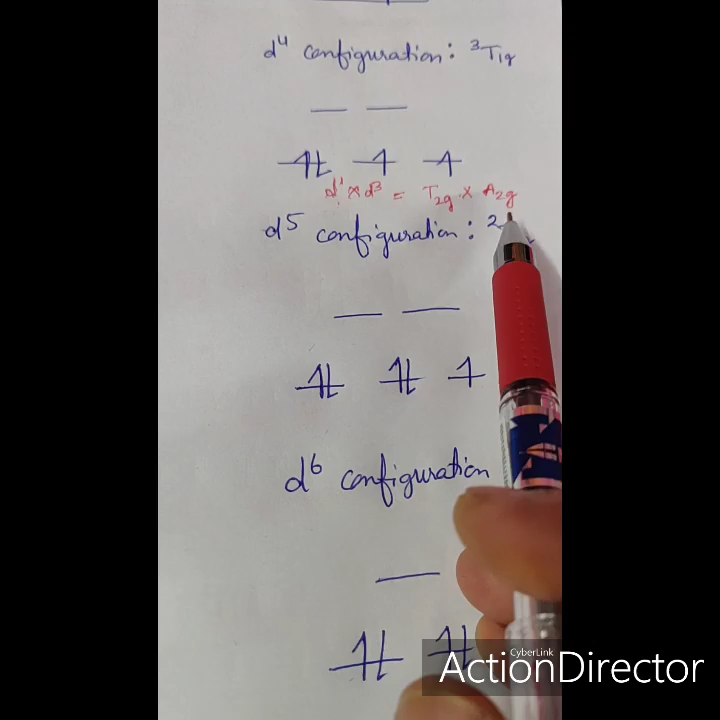 d⁴ configuration: ³T₁g
d¹ × d³ = T₂g × A₂g
d⁵ configuration: ²
d⁶ configuration
CyberLink
ActionDirector